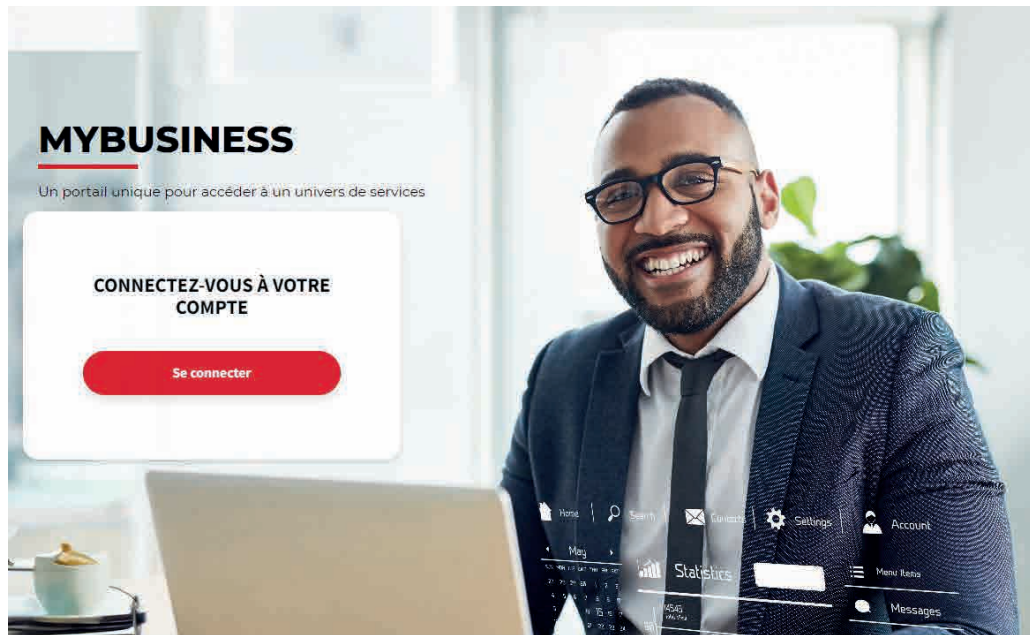 MYBUSINESS
Un portail unique pour accéder à un univers de services
CONNECTEZ-VOUS À VOTRE
COMPTE
Se connecter
Home Search Contacts Settings Account
May
Statistics
Menu Items
Messages